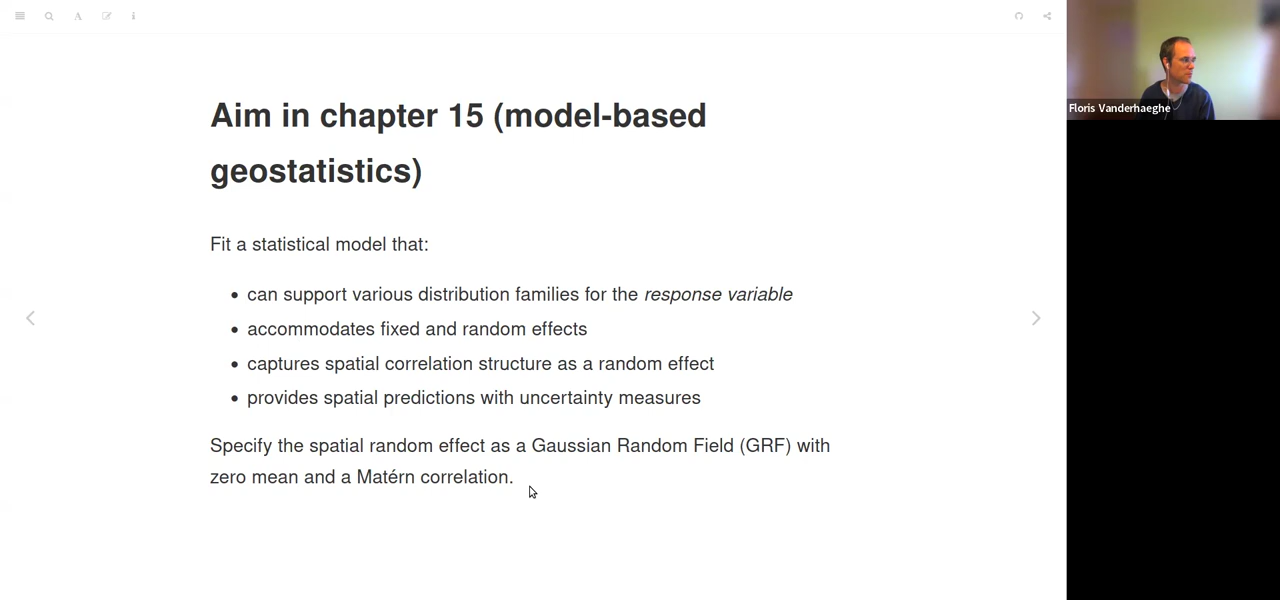 Aim in chapter 15 (model-based
geostatistics)
Fit a statistical model that:
• can support various distribution families for the response variable
• accommodates fixed and random effects
• captures spatial correlation structure as a random effect
• provides spatial predictions with uncertainty measures
Specify the spatial random effect as a Gaussian Random Field (GRF) with
zero mean and a Matérn correlation.
Floris Vanderhaeghe